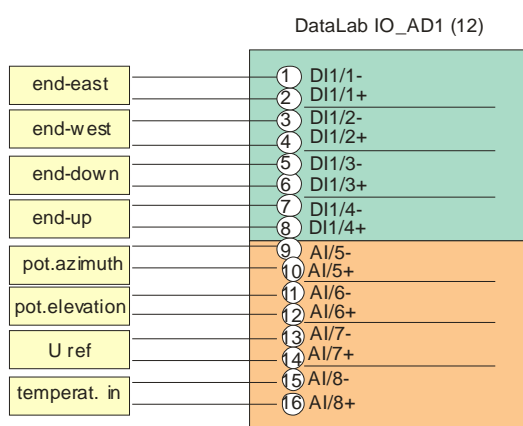 DataLab IO_AD1 (12)
end-east
1 DI1/1-
2 DI1/1+
end-west
3 DI1/2-
4 DI1/2+
end-down
5 DI1/3-
6 DI1/3+
end-up
7 DI1/4-
8 DI1/4+
pot.azimuth
9 AI/5-
10 AI/5+
pot.elevation
11 AI/6-
12 AI/6+
U ref
13 AI/7-
14 AI/7+
temperat. in
15 AI/8-
16 AI/8+